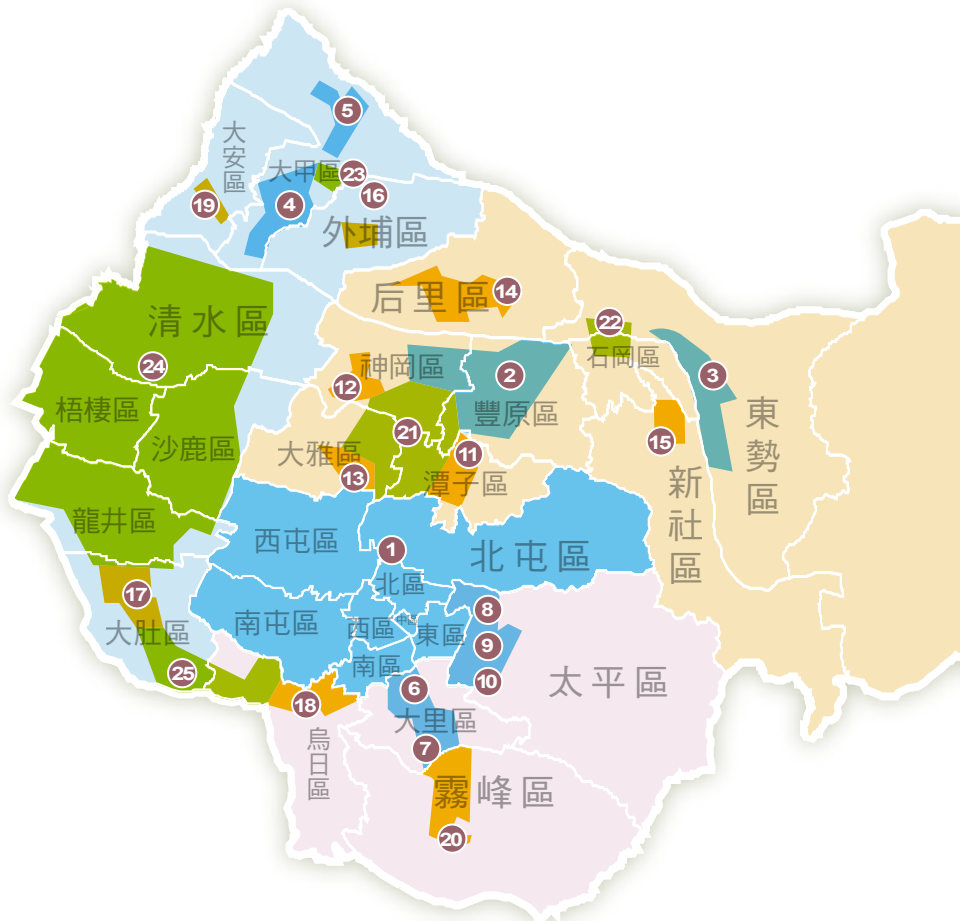 5
大安區
大甲區
23
16
19
4
外埔區
后里區
14
清水區
22
石岡區
24
神岡區
12
2
3
豐原區
梧棲區
沙鹿區
21
東勢區
15
大雅區
11
13
潭子區
新社區
龍井區
西屯區
1
北屯區
北區
17
8
南屯區
西區
中區
東區
大肚區
9
南區
25
6
10
太平區
18
大里區
烏日區
7
霧峰區
20